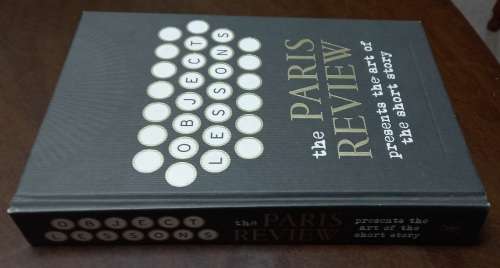 OBJECT
LESSONS
the PARIS
REVIEW
presents the art of
the short story
OBJECT
LESSONS
the PARIS
REVIEW
presents the
art of the
short story